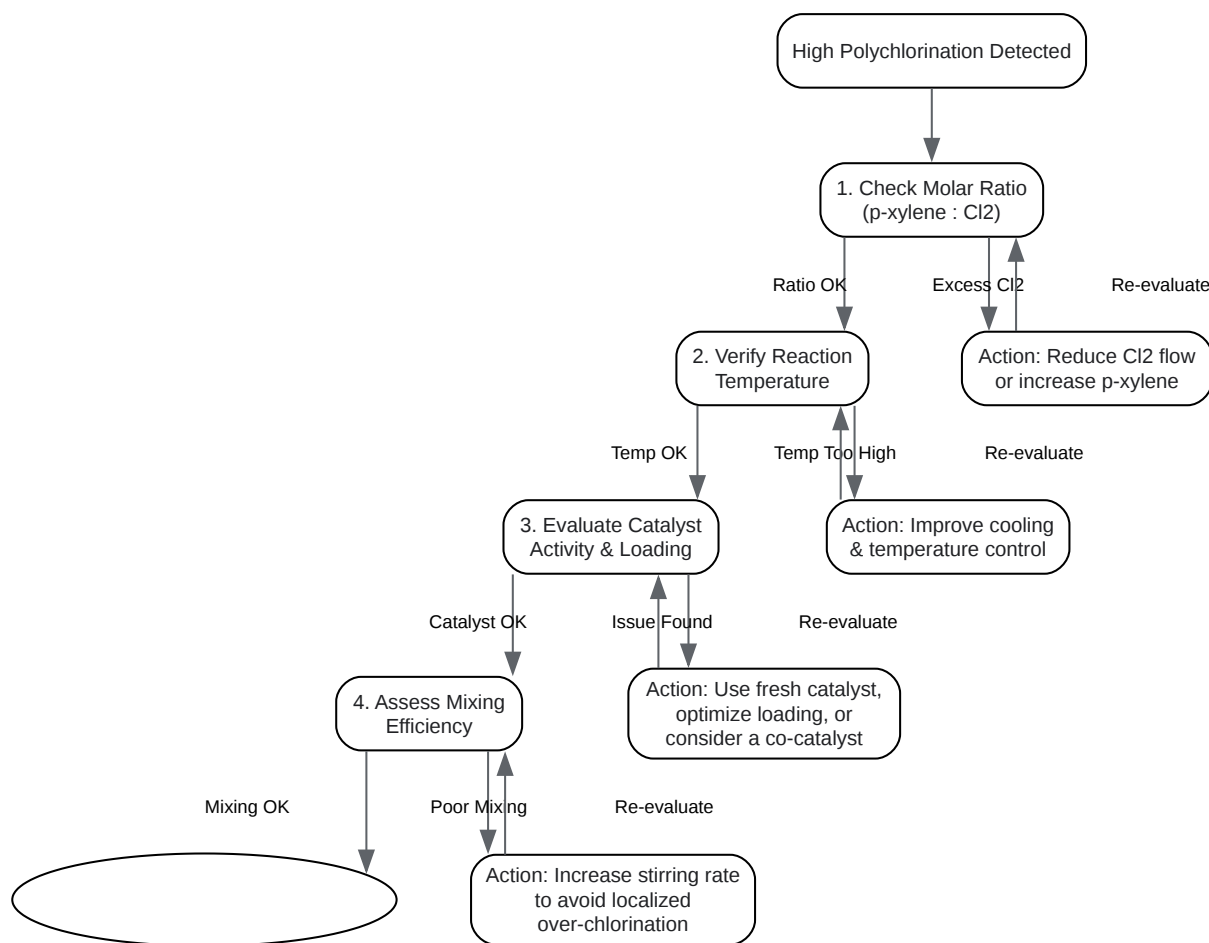 High Polychlorination Detected
1. Check Molar Ratio
(p-xylene : Cl2)
Ratio OK
Excess Cl2
Re-evaluate
2. Verify Reaction
Temperature
Action: Reduce Cl2 flow
or increase p-xylene
Temp OK
Temp Too High
Re-evaluate
3. Evaluate Catalyst
Activity & Loading
Action: Improve cooling
& temperature control
Catalyst OK
Issue Found
Re-evaluate
4. Assess Mixing
Efficiency
Action: Use fresh catalyst,
optimize loading, or
consider a co-catalyst
Mixing OK
Poor Mixing
Re-evaluate
Action: Increase stirring rate
to avoid localized
over-chlorination